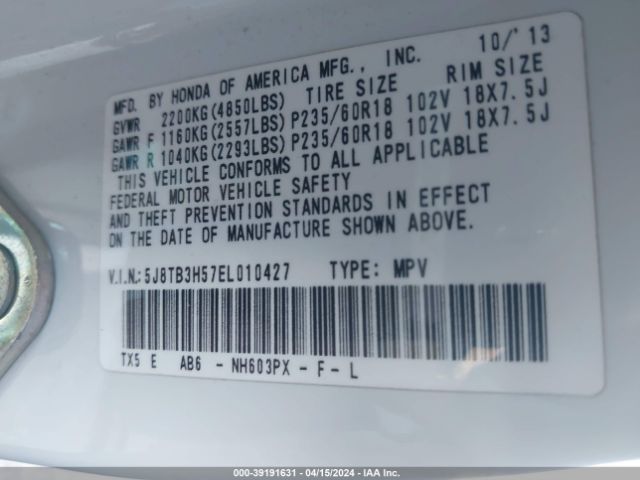 MFD. BY HONDA OF AMERICA MFG., INC. 10/'13
GVWR 2200KG(4850LBS) TIRE SIZE RIM SIZE
GAWR F 1160KG(2557LBS) P235/60R18 102V 18X7.5J
GAWR R 1040KG(2293LBS) P235/60R18 102V 18X7.5J
THIS VEHICLE CONFORMS TO ALL APPLICABLE
FEDERAL MOTOR VEHICLE SAFETY
AND THEFT PREVENTION STANDARDS IN EFFECT
ON THE DATE OF MANUFACTURE SHOWN ABOVE.
V.I.N.: 5J8TB3H57EL010427 TYPE: MPV
TX5 E AB6 - NH603PX - F - L
000-39191631 - 04/15/2024 - IAA Inc.